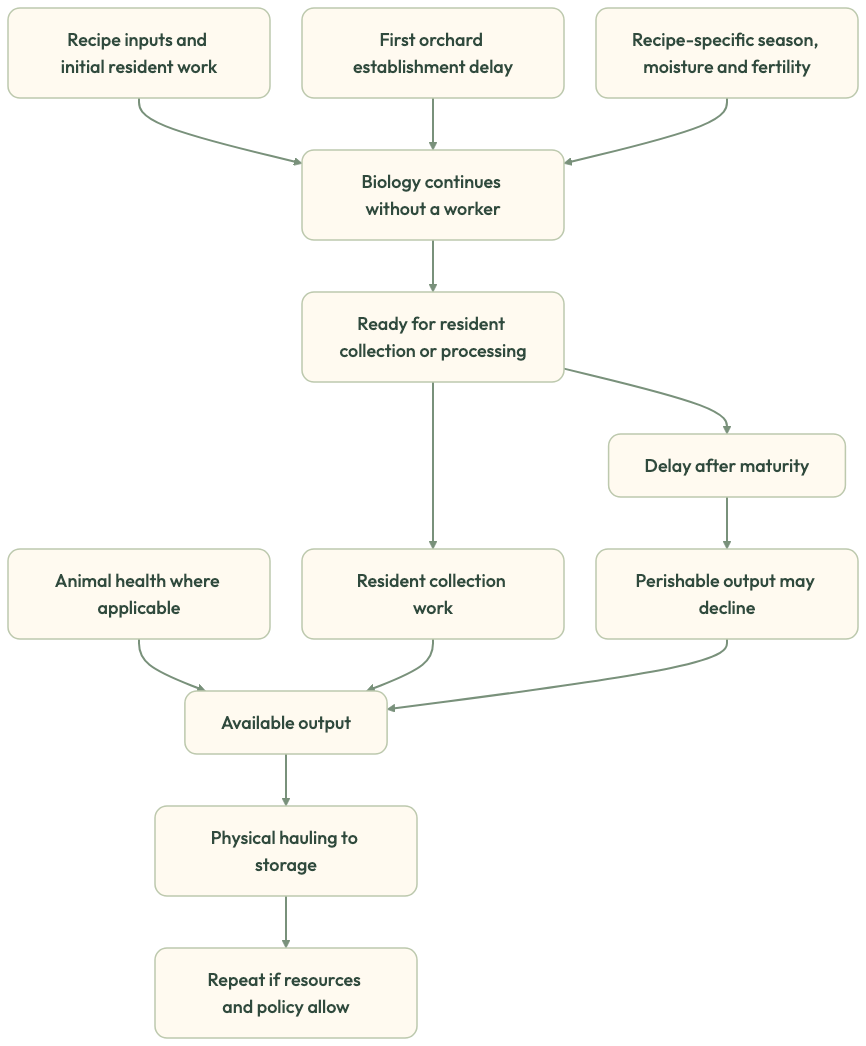 Recipe inputs and
initial resident work
First orchard
establishment delay
Recipe-specific season,
moisture and fertility
Biology continues
without a worker
Ready for resident
collection or processing
Delay after maturity
Animal health where
applicable
Resident collection
work
Perishable output may
decline
Available output
Physical hauling to
storage
Repeat if resources
and policy allow